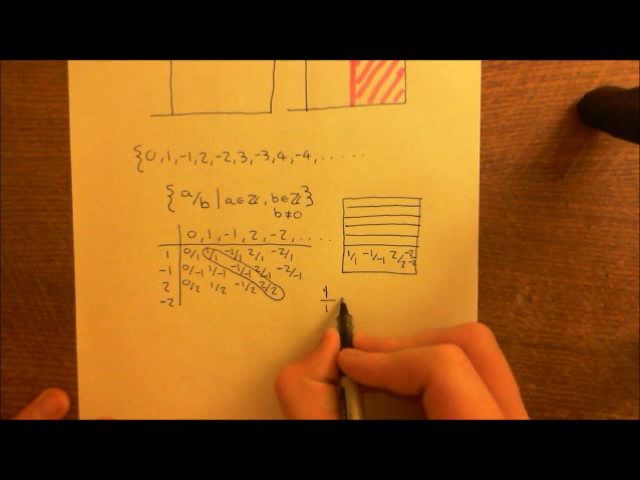 {0,1,-1,2,-2,3,-3,4,-4,.....
{a/b | a∈ℤ, b∈ℤ}
b≠0
0, 1, -1, 2, -2, ....
1 0/1 1/1 -1/1 2/1 -2/1
-1 0/-1 1/-1 -1/-1 2/-1 -2/-1
2 0/2 1/2 -1/2 2/2
-2
1/1 -1/-1 2/2 -2/-2
1/1